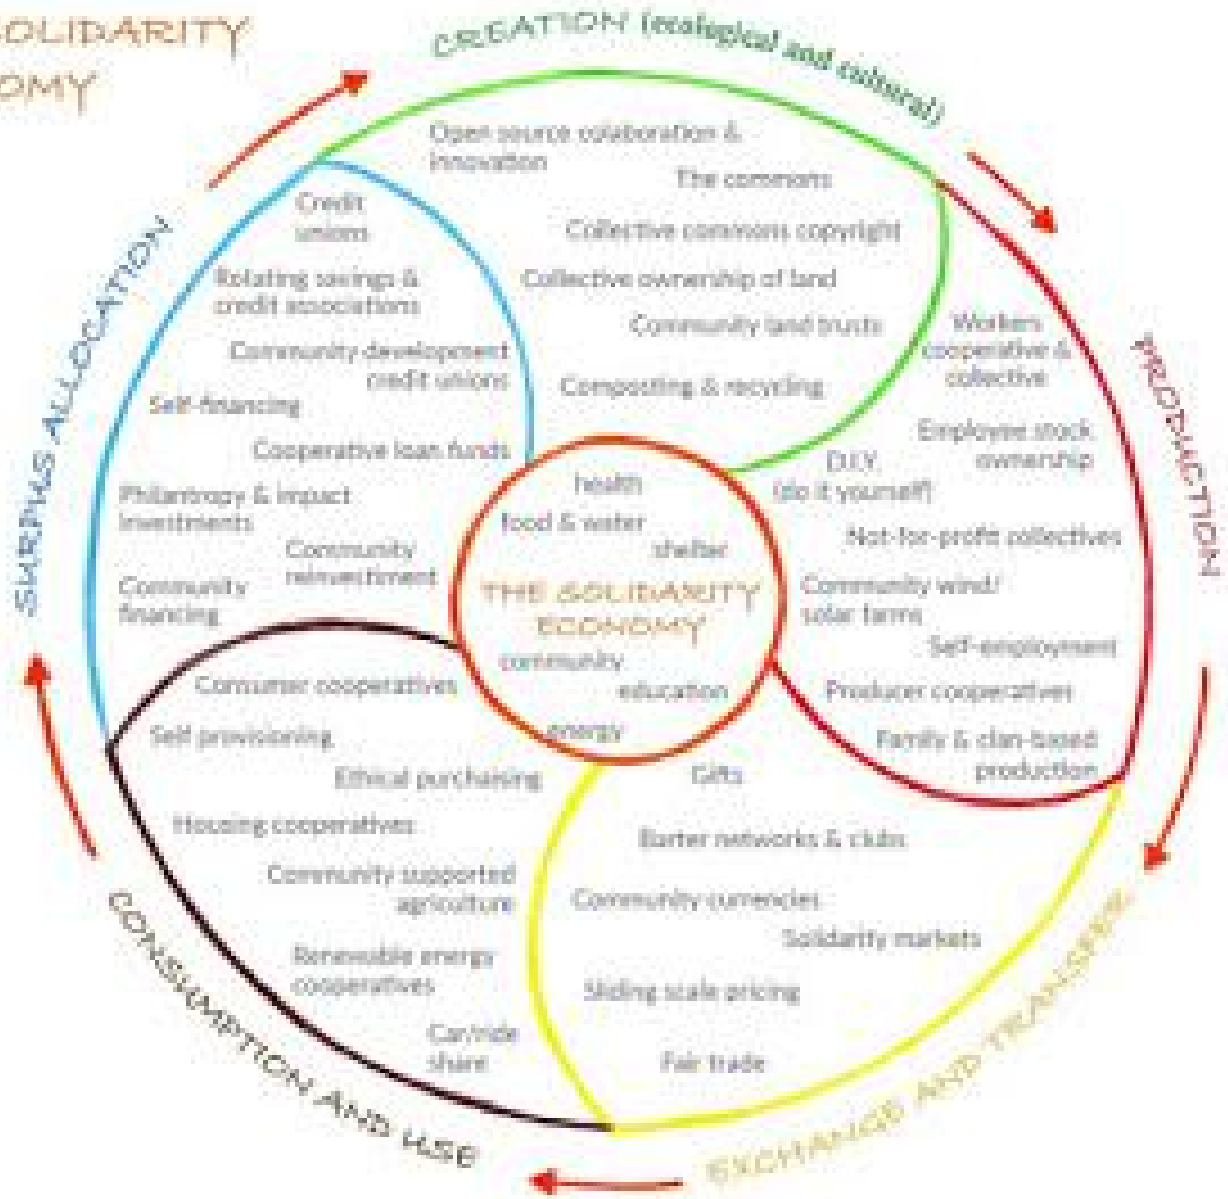 SOLIDARITY
OMY
CREATION (ecological and cultural)
Open source colaboration &
innovation
The commons
Collective commons copyright
Collective ownership of land
Community land trusts
Composting & recycling
PRODUCTION
Workers
cooperative &
collective
Employee stock
ownership
D.I.Y.
(do it yourself)
Not-for-profit collectives
Community wind/
solar farms
Self-employment
Producer cooperatives
Family & clan-based
production
EXCHANGE AND TRANSFER
Gifts
Barter networks & clubs
Community currencies
Solidarity markets
Sliding scale pricing
Fair trade
CONSUMPTION AND USE
Consumer cooperatives
Self provisioning
Ethical purchasing
Housing cooperatives
Community supported
agriculture
Renewable energy
cooperatives
Car/ride
share
SURPLUS ALLOCATION
Credit
unions
Rotating savings &
credit associations
Community development
credit unions
Self-financing
Cooperative loan funds
Philantropy & impact
investments
Community
reinvestiment
Community
financing
health
food & water
shelter
THE SOLIDARITY
ECONOMY
community
education
energy